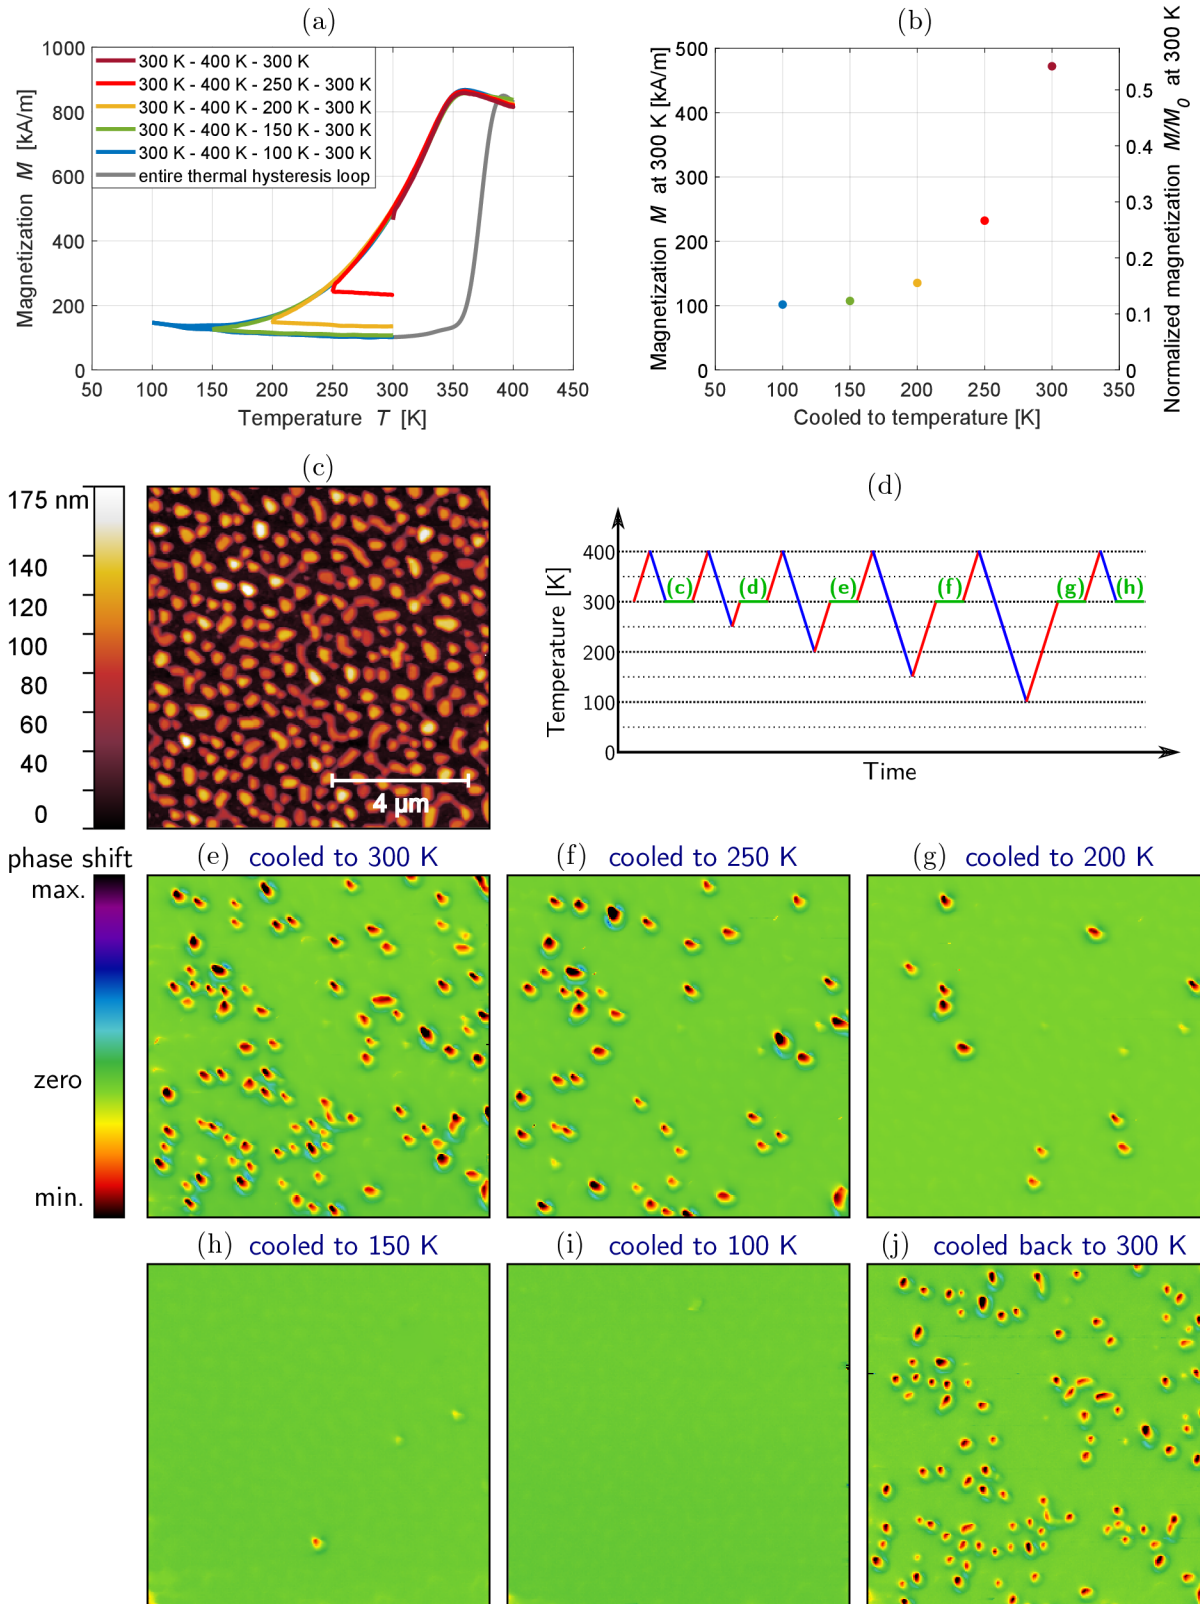 (a)
1000
800
600
400
200
0
Magnetization M [kA/m]
300 K - 400 K - 300 K
300 K - 400 K - 250 K - 300 K
300 K - 400 K - 200 K - 300 K
300 K - 400 K - 150 K - 300 K
300 K - 400 K - 100 K - 300 K
entire thermal hysteresis loop
50 100 150 200 250 300 350 400 450
Temperature T [K]
(b)
500
400
300
200
100
0
Magnetization M at 300 K [kA/m]
0.5
0.4
0.3
0.2
0.1
0
Normalized magnetization M/M0 at 300 K
50 100 150 200 250 300 350
Cooled to temperature [K]
(c)
175 nm
140
120
100
80
60
40
0
4 µm
(d)
400
300
200
100
0
Temperature [K]
(c) (d) (e) (f) (g) (h)
Time
phase shift
max.
zero
min.
(e) cooled to 300 K
(f) cooled to 250 K
(g) cooled to 200 K
(h) cooled to 150 K
(i) cooled to 100 K
(j) cooled back to 300 K